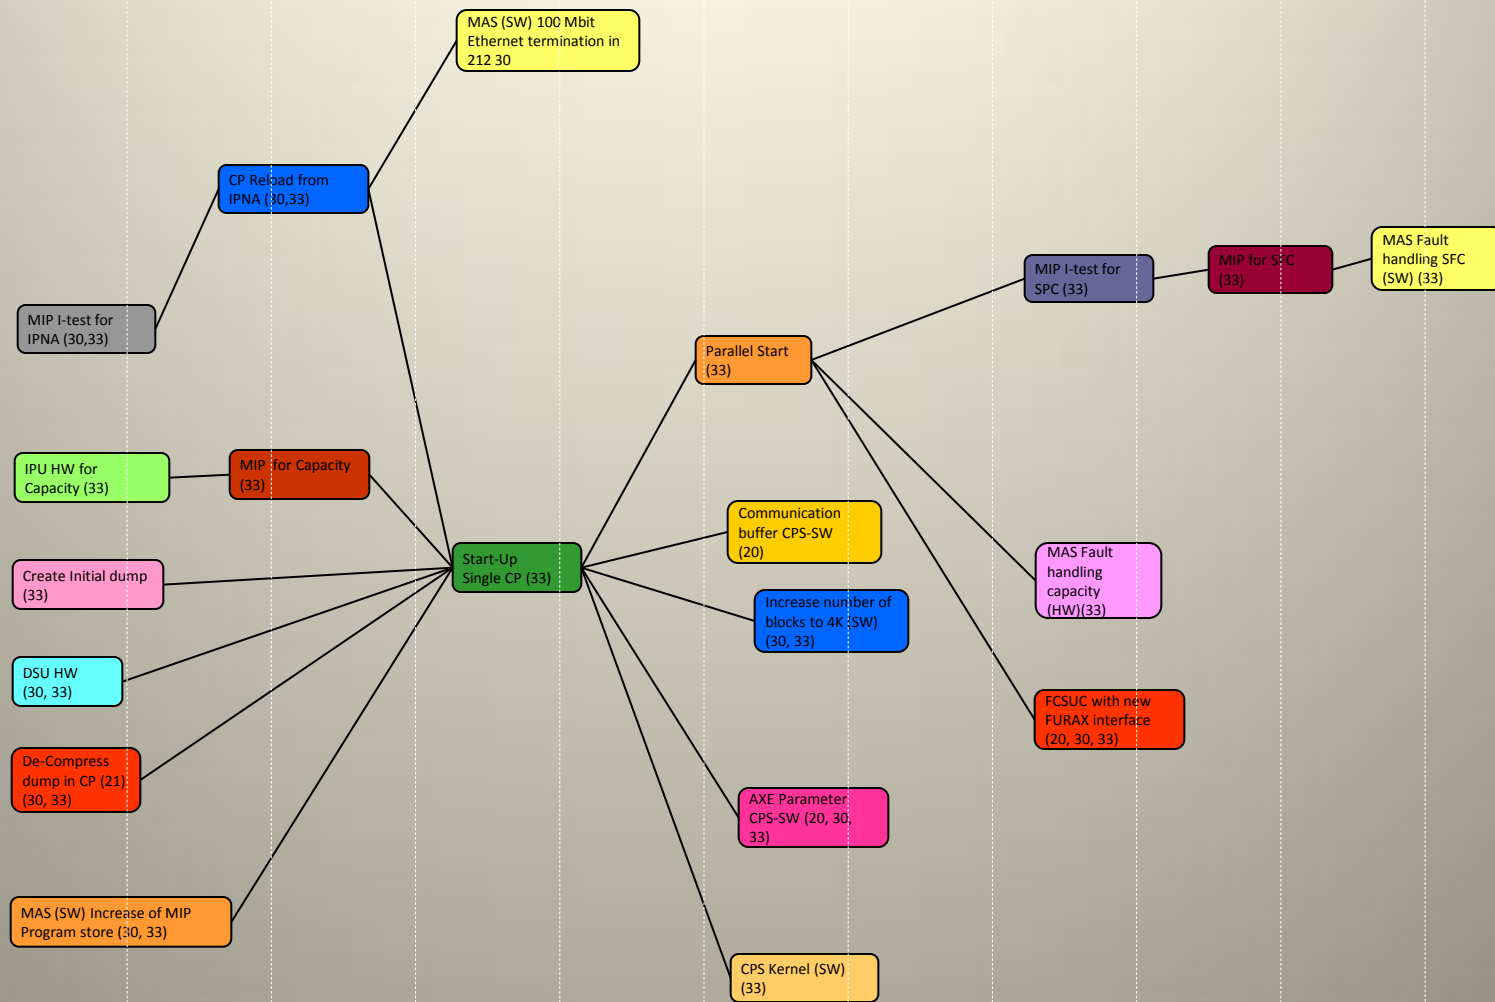 MAS (SW) 100 Mbit
Ethernet termination in
212 30
CP Reload from
IPNA (30,33)
MIP I-test for
IPNA (30,33)
MAS Fault
handling SFC
(SW) (33)
MIP for SFC
(33)
MIP I-test for
SPC (33)
Parallel Start
(33)
IPU HW for
Capacity (33)
MIP for Capacity
(33)
Communication
buffer CPS-SW
(20)
Start-Up
Single CP (33)
MAS Fault
handling
capacity
(HW)(33)
Create Initial dump
(33)
Increase number of
blocks to 4K (SW)
(30, 33)
DSU HW
(30, 33)
FCSUC with new
FURAX interface
(20, 30, 33)
De-Compress
dump in CP (21)
(30, 33)
AXE Parameter
CPS-SW (20, 30,
33)
MAS (SW) Increase of MIP
Program store (30, 33)
CPS Kernel (SW)
(33)